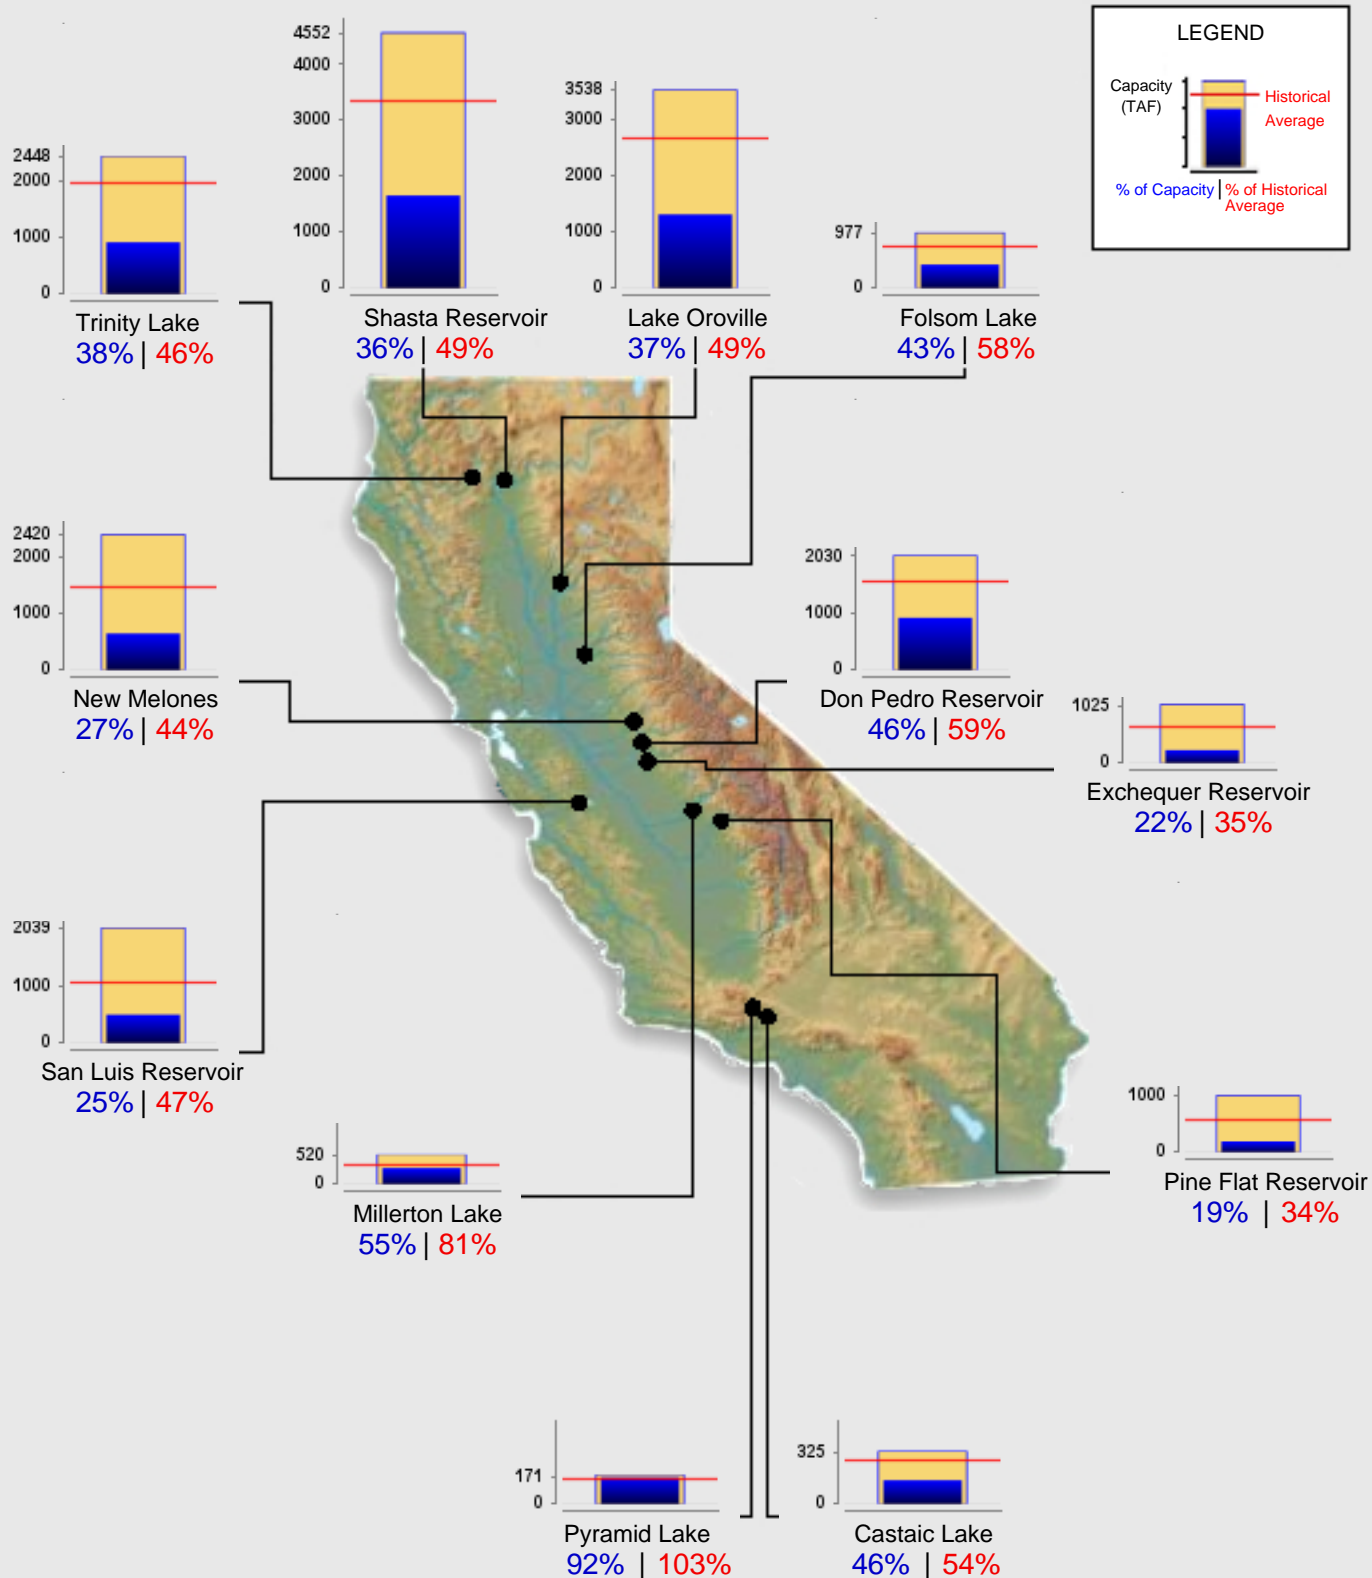 LEGEND
Capacity
(TAF)
Historical
Average
% of Capacity | % of Historical
Average
4552
4000
3000
2000
1000
0
Shasta Reservoir
36% | 49%
3538
3000
2000
1000
0
Lake Oroville
37% | 49%
2448
2000
1000
0
Trinity Lake
38% | 46%
977
0
Folsom Lake
43% | 58%
2420
2000
1000
0
New Melones
27% | 44%
2030
1000
0
Don Pedro Reservoir
46% | 59%
1025
0
Exchequer Reservoir
22% | 35%
2039
1000
0
San Luis Reservoir
25% | 47%
520
0
Millerton Lake
55% | 81%
1000
0
Pine Flat Reservoir
19% | 34%
171
0
Pyramid Lake
92% | 103%
325
0
Castaic Lake
46% | 54%